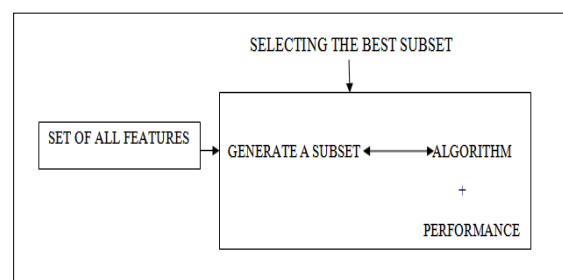 SELECTING THE BEST SUBSET
SET OF ALL FEATURES
GENERATE A SUBSET
ALGORITHM
+
PERFORMANCE